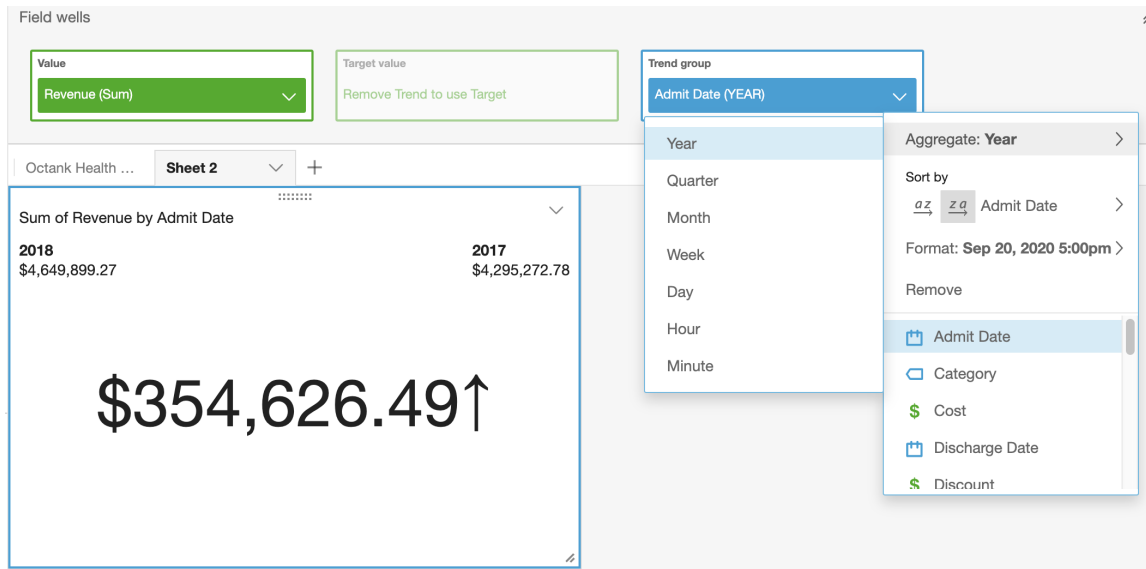 Field wells
Value
Revenue (Sum)
Target value
Remove Trend to use Target
Trend group
Admit Date (YEAR)
Octank Health ...
Sheet 2
+
Sum of Revenue by Admit Date
2018
$4,649,899.27
2017
$4,295,272.78
$354,626.49↑
Year
Quarter
Month
Week
Day
Hour
Minute
Aggregate: Year
Sort by
az za Admit Date
Format: Sep 20, 2020 5:00pm
Remove
Admit Date
Category
$ Cost
Discharge Date
$ Discount